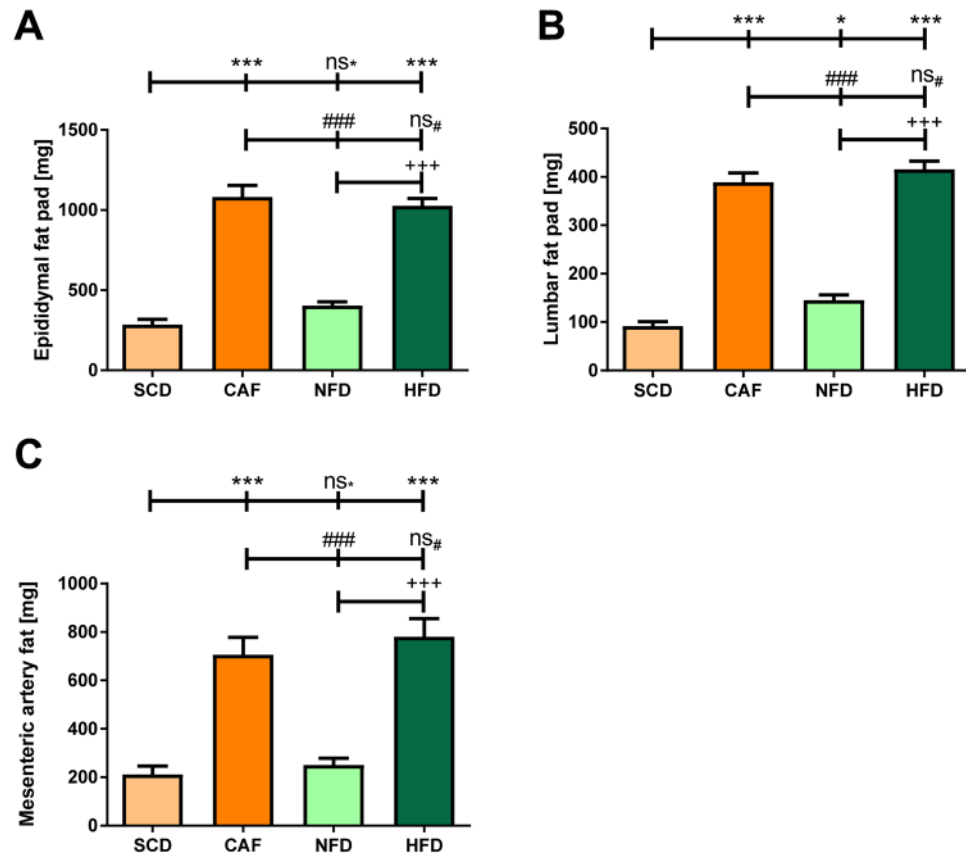 A
*** ns* ***
### ns#
+++
Epididymal fat pad [mg]
1500
1000
500
0
SCD CAF NFD HFD
B
*** * ***
### ns#
+++
Lumbar fat pad [mg]
500
400
300
200
100
0
SCD CAF NFD HFD
C
*** ns* ***
### ns#
+++
Mesenteric artery fat [mg]
1000
800
600
400
200
0
SCD CAF NFD HFD